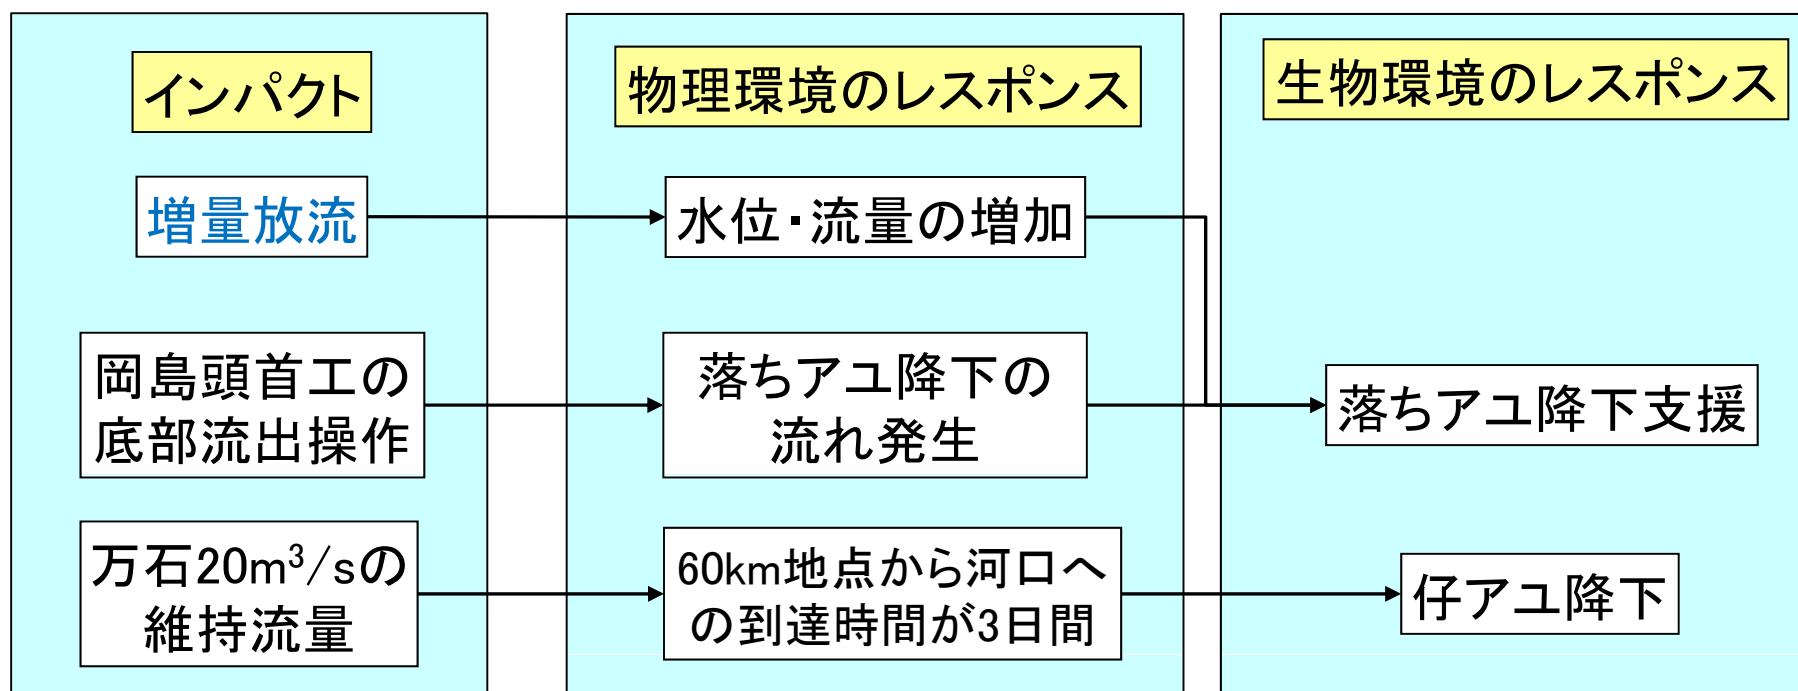 インパクト
物理環境のレスポンス
生物環境のレスポンス
増量放流
水位・流量の増加
岡島頭首工の
底部流出操作
落ちアユ降下の
流れ発生
落ちアユ降下支援
万石20m³/sの
維持流量
60km地点から河口へ
の到達時間が3日間
仔アユ降下